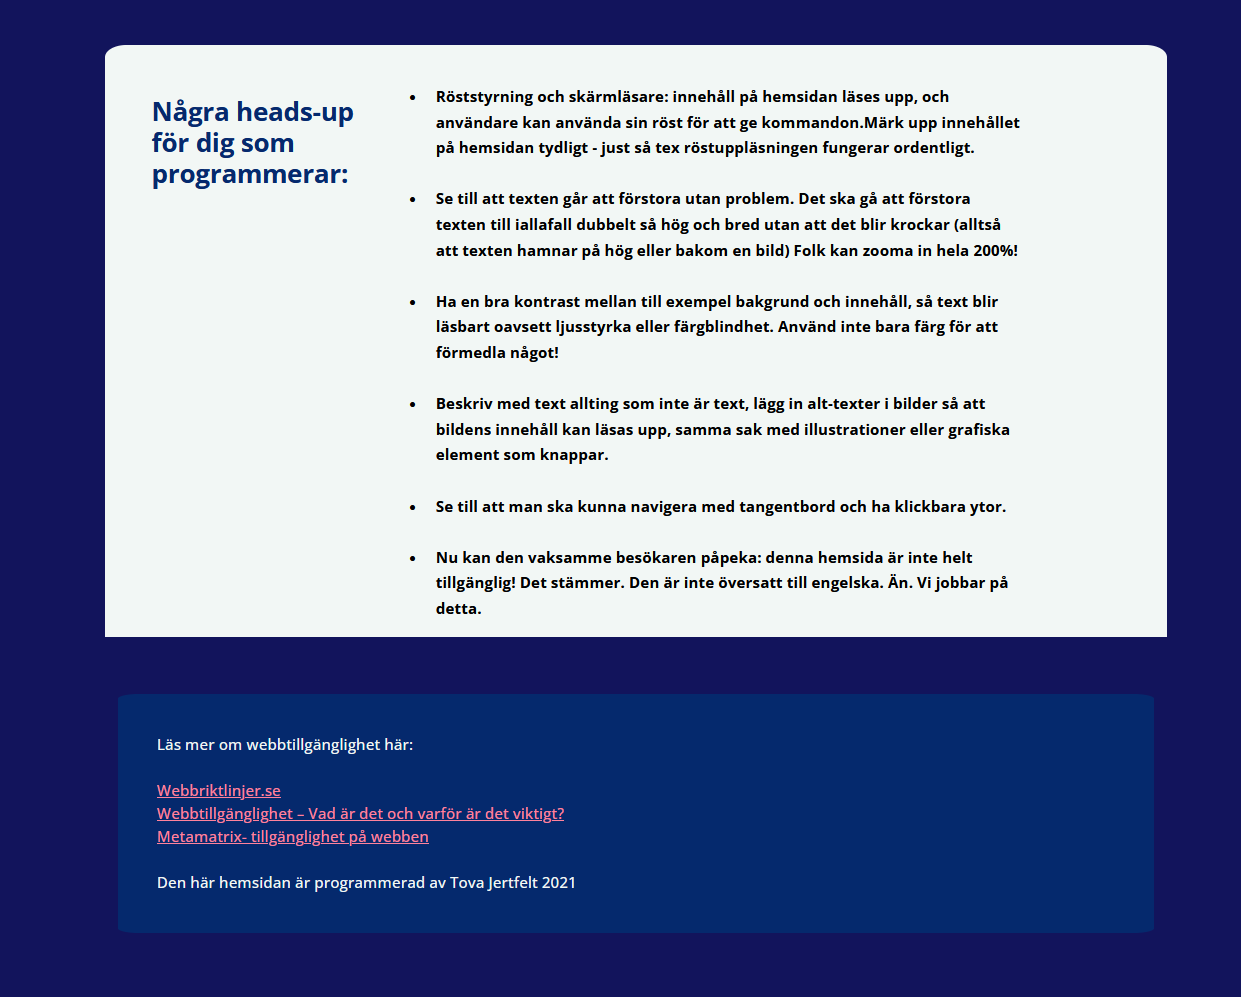 Några heads-up
för dig som
programmerar:
• Röststyrning och skärmläsare: innehåll på hemsidan läses upp, och
användare kan använda sin röst för att ge kommandon.Märk upp innehållet
på hemsidan tydligt - just så tex röstuppläsningen fungerar ordentligt.
• Se till att texten går att förstora utan problem. Det ska gå att förstora
texten till iallafall dubbelt så hög och bred utan att det blir krockar (alltså
att texten hamnar på hög eller bakom en bild) Folk kan zooma in hela 200%!
• Ha en bra kontrast mellan till exempel bakgrund och innehåll, så text blir
läsbart oavsett ljusstyrka eller färgblindhet. Använd inte bara färg för att
förmedla något!
• Beskriv med text allting som inte är text, lägg in alt-texter i bilder så att
bildens innehåll kan läsas upp, samma sak med illustrationer eller grafiska
element som knappar.
• Se till att man ska kunna navigera med tangentbord och ha klickbara ytor.
• Nu kan den vaksamme besökaren påpeka: denna hemsida är inte helt
tillgänglig! Det stämmer. Den är inte översatt till engelska. Än. Vi jobbar på
detta.
Läs mer om webbtillgänglighet här:
Webbriktlinjer.se
Webbtillgänglighet – Vad är det och varför är det viktigt?
Metamatrix- tillgänglighet på webben
Den här hemsidan är programmerad av Tova Jertfelt 2021